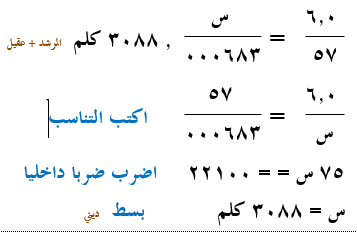 ٦,٠ / ٥٧ = س / ٠٠٠٦٨٣ , ٣٠٨٨ كلم المرشد + عقيل
٦,٠ / س = ٥٧ / ٠٠٠٦٨٣ اكتب التناسب
٧٥ س = = ٢٢١٠٠ اضرب ضربا داخليا
س = ٣٠٨٨ كلم بسط ديني